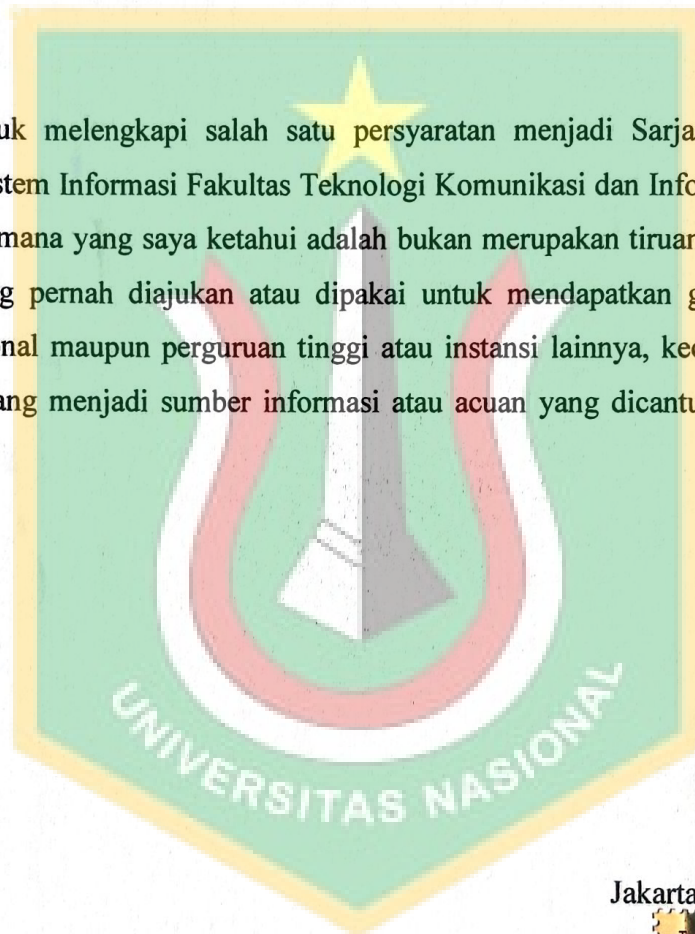 uk melengkapi salah satu persyaratan menjadi Sarja
stem Informasi Fakultas Teknologi Komunikasi dan Info
mana yang saya ketahui adalah bukan merupakan tiruan
g pernah diajukan atau dipakai untuk mendapatkan g
onal maupun perguruan tinggi atau instansi lainnya, kec
ang menjadi sumber informasi atau acuan yang dicantu
UNIVERSITAS NASIONAL
Jakarta